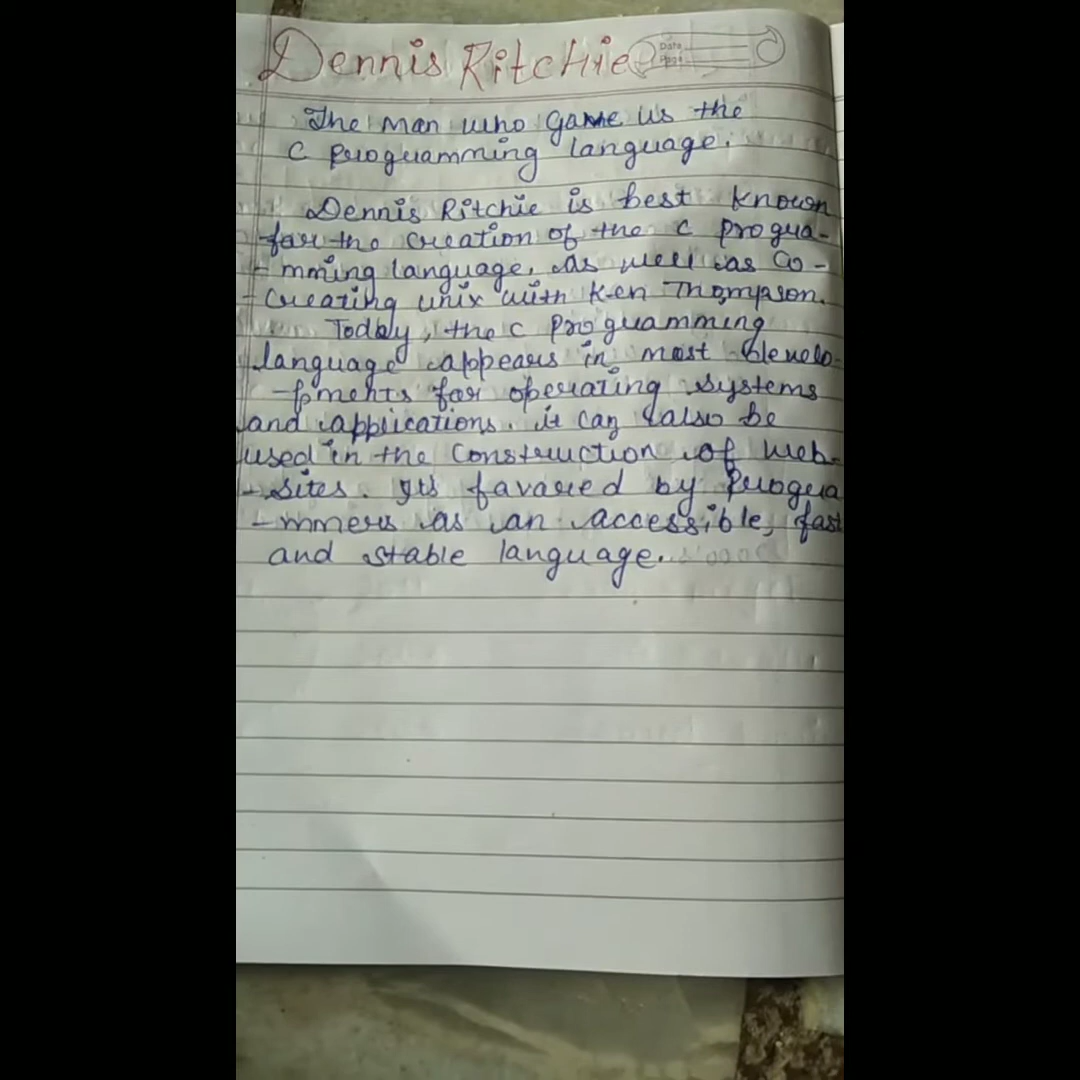 Dennis Ritchie
Date
Page
The man who gave us the
C programming language.
Dennis Ritchie is best known
for the creation of the C progra-
-mming language, as well as Co-
-creating unix with Ken Thompson.
Today, the C programming
language appears in most develo-
-pments for operating systems
and applications. it can also be
used in the construction of web-
-sites. Its favored by progra
-mmers as an accessible, fast
and stable language.